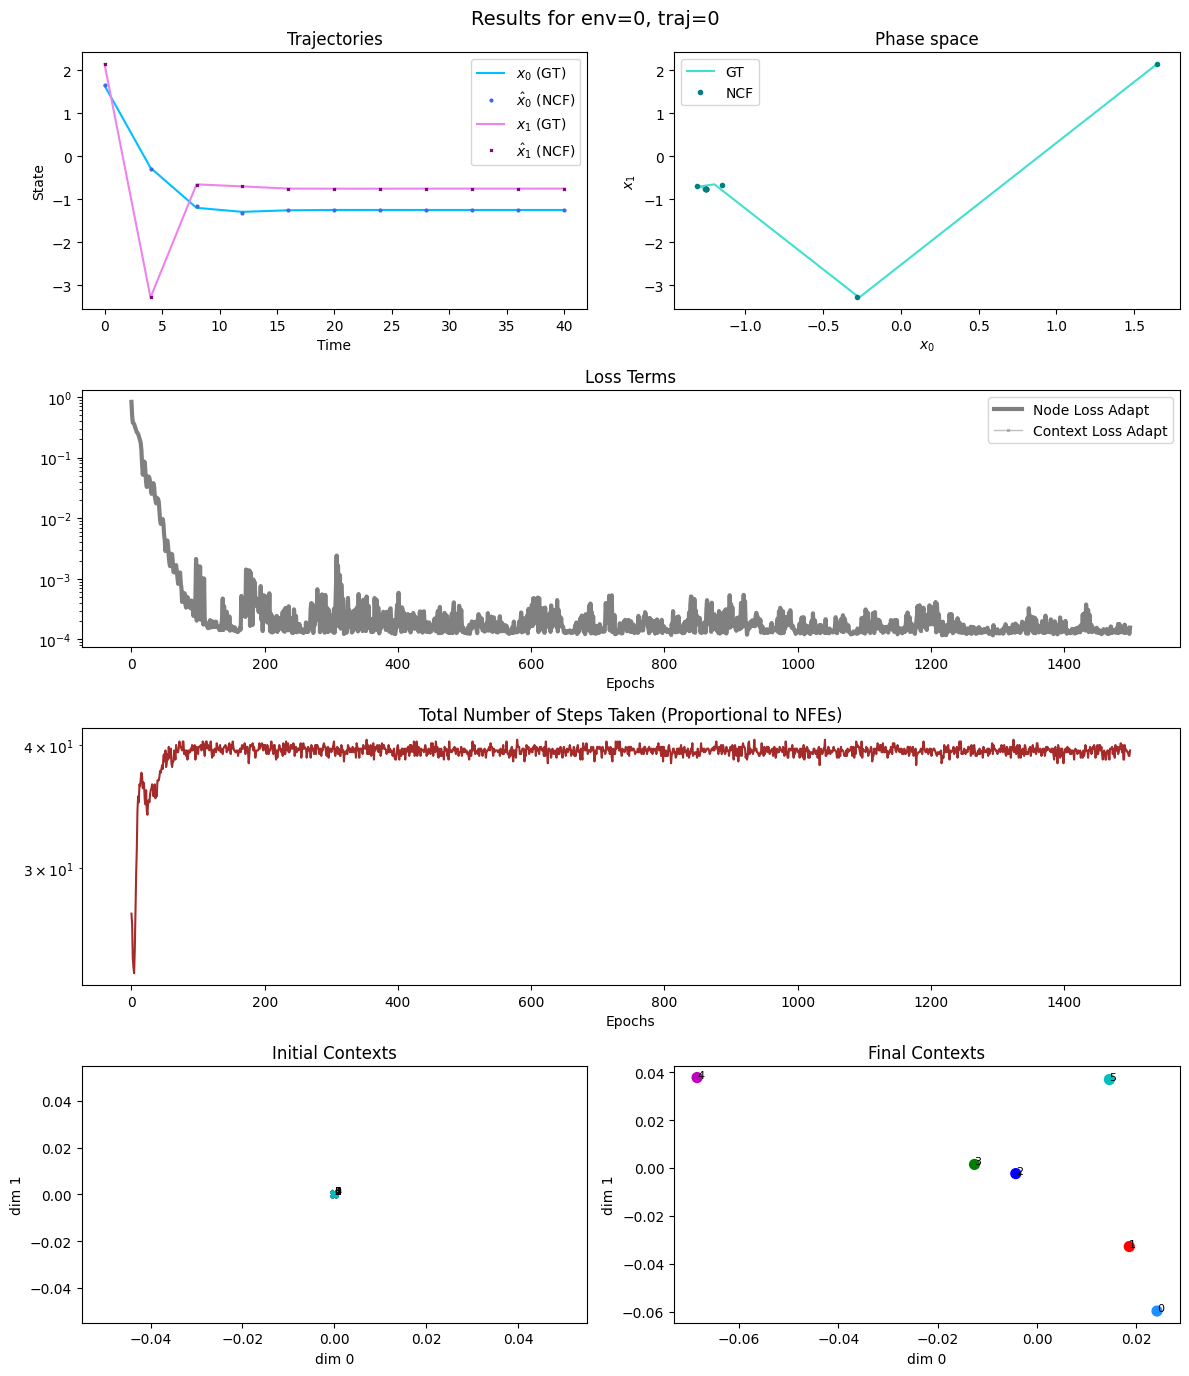 Results for env=0, traj=0
Trajectories
Phase space
x_0 (GT)
x̂_0 (NCF)
x_1 (GT)
x̂_1 (NCF)
State
2
1
0
−1
−2
−3
0 5 10 15 20 25 30 35 40
Time
GT
NCF
x_1
2
1
0
−1
−2
−3
−1.0 −0.5 0.0 0.5 1.0 1.5
x_0
Loss Terms
Node Loss Adapt
Context Loss Adapt
10^0
10^−1
10^−2
10^−3
10^−4
0 200 400 600 800 1000 1200 1400
Epochs
Total Number of Steps Taken (Proportional to NFEs)
4 × 10^1
3 × 10^1
0 200 400 600 800 1000 1200 1400
Epochs
Initial Contexts
dim 1
0.04
0.02
0.00
−0.02
−0.04
−0.04 −0.02 0.00 0.02 0.04
dim 0
Final Contexts
dim 1
0.04
0.02
0.00
−0.02
−0.04
−0.06
4
5
3
2
1
0
−0.06 −0.04 −0.02 0.00 0.02
dim 0